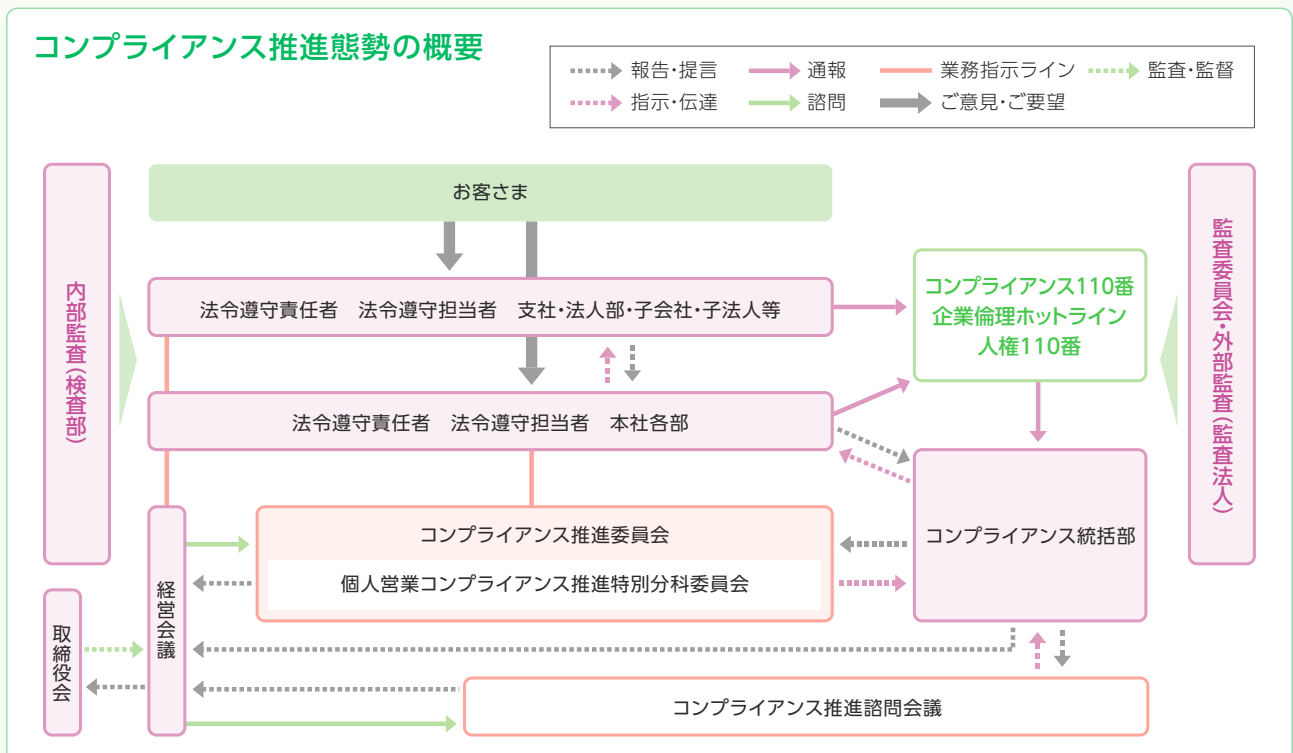 コンプライアンス推進態勢の概要
報告・提言
通報
業務指示ライン
監査・監督
指示・伝達
諮問
ご意見・ご要望
お客さま
内部監査(検査部)
監査委員会・外部監査(監査法人)
法令遵守責任者　法令遵守担当者　支社・法人部・子会社・子法人等
コンプライアンス110番
企業倫理ホットライン
人権110番
法令遵守責任者　法令遵守担当者　本社各部
コンプライアンス統括部
コンプライアンス推進委員会
個人営業コンプライアンス推進特別分科委員会
経営会議
取締役会
コンプライアンス推進諮問会議